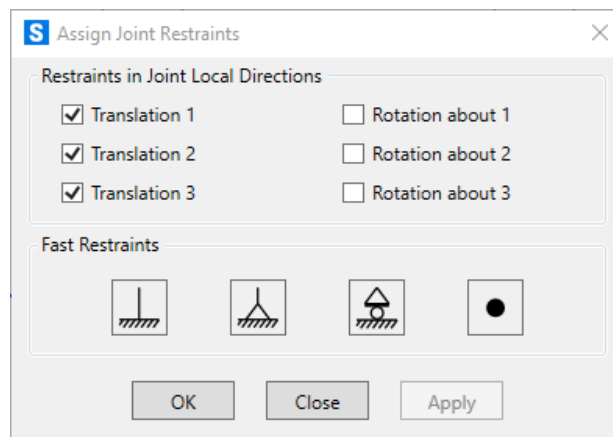 S Assign Joint Restraints
Restraints in Joint Local Directions
Translation 1 Rotation about 1
Translation 2 Rotation about 2
Translation 3 Rotation about 3
Fast Restraints
OK Close Apply